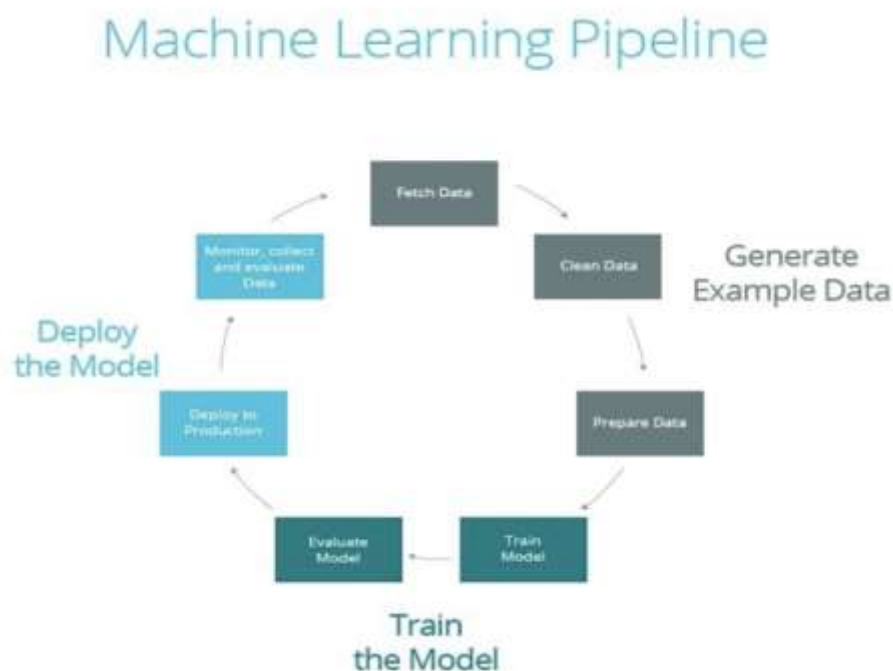 Machine Learning Pipeline
Fetch Data
Clean Data
Generate
Example Data
Prepare Data
Train
Model
Evaluate
Model
Train
the Model
Deploy to
Production
Deploy
the Model
Monitor, collect
and evaluate
Data